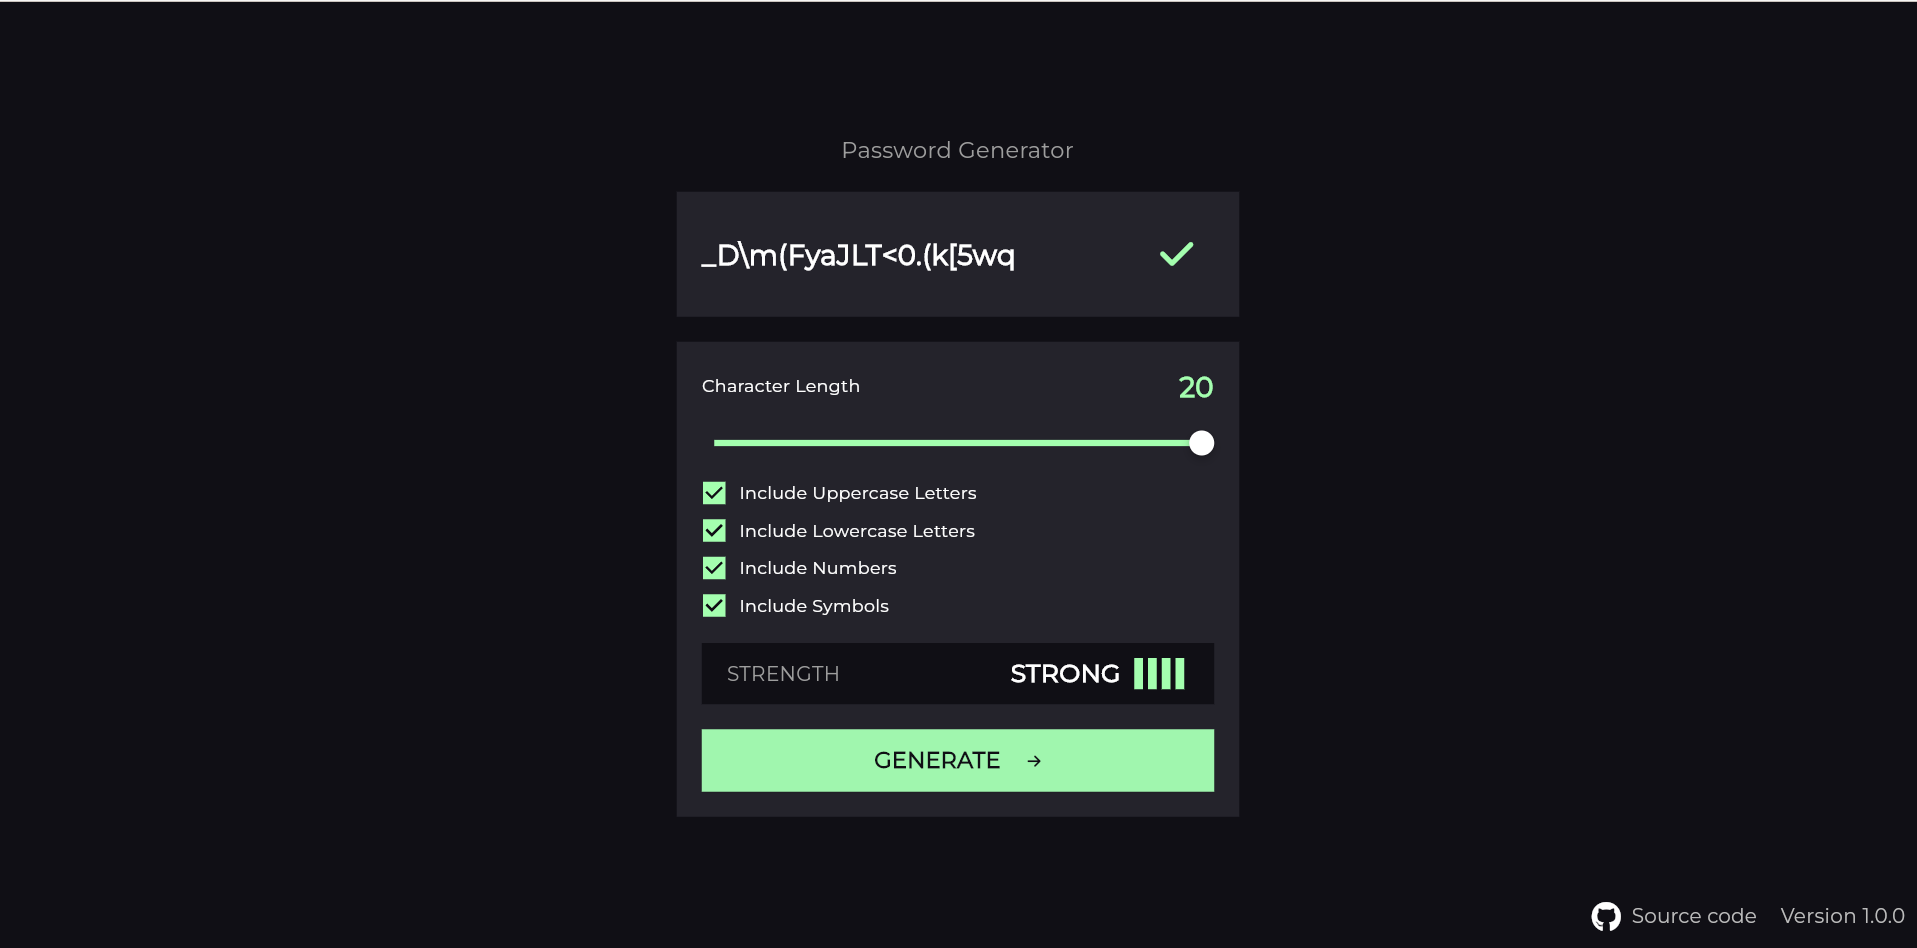 Password Generator
_D\m(FyaJLT<0.(k[5wq
Character Length
20
Include Uppercase Letters
Include Lowercase Letters
Include Numbers
Include Symbols
STRENGTH STRONG
GENERATE →
Source code Version 1.0.0